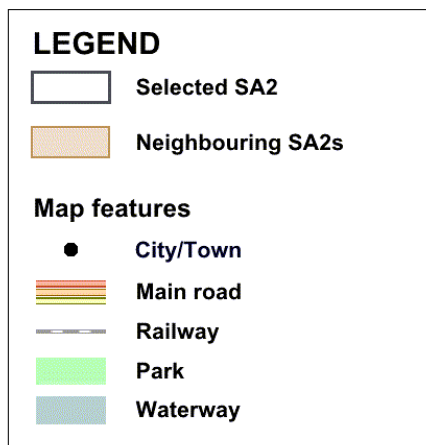 LEGEND
Selected SA2
Neighbouring SA2s
Map features
City/Town
Main road
Railway
Park
Waterway